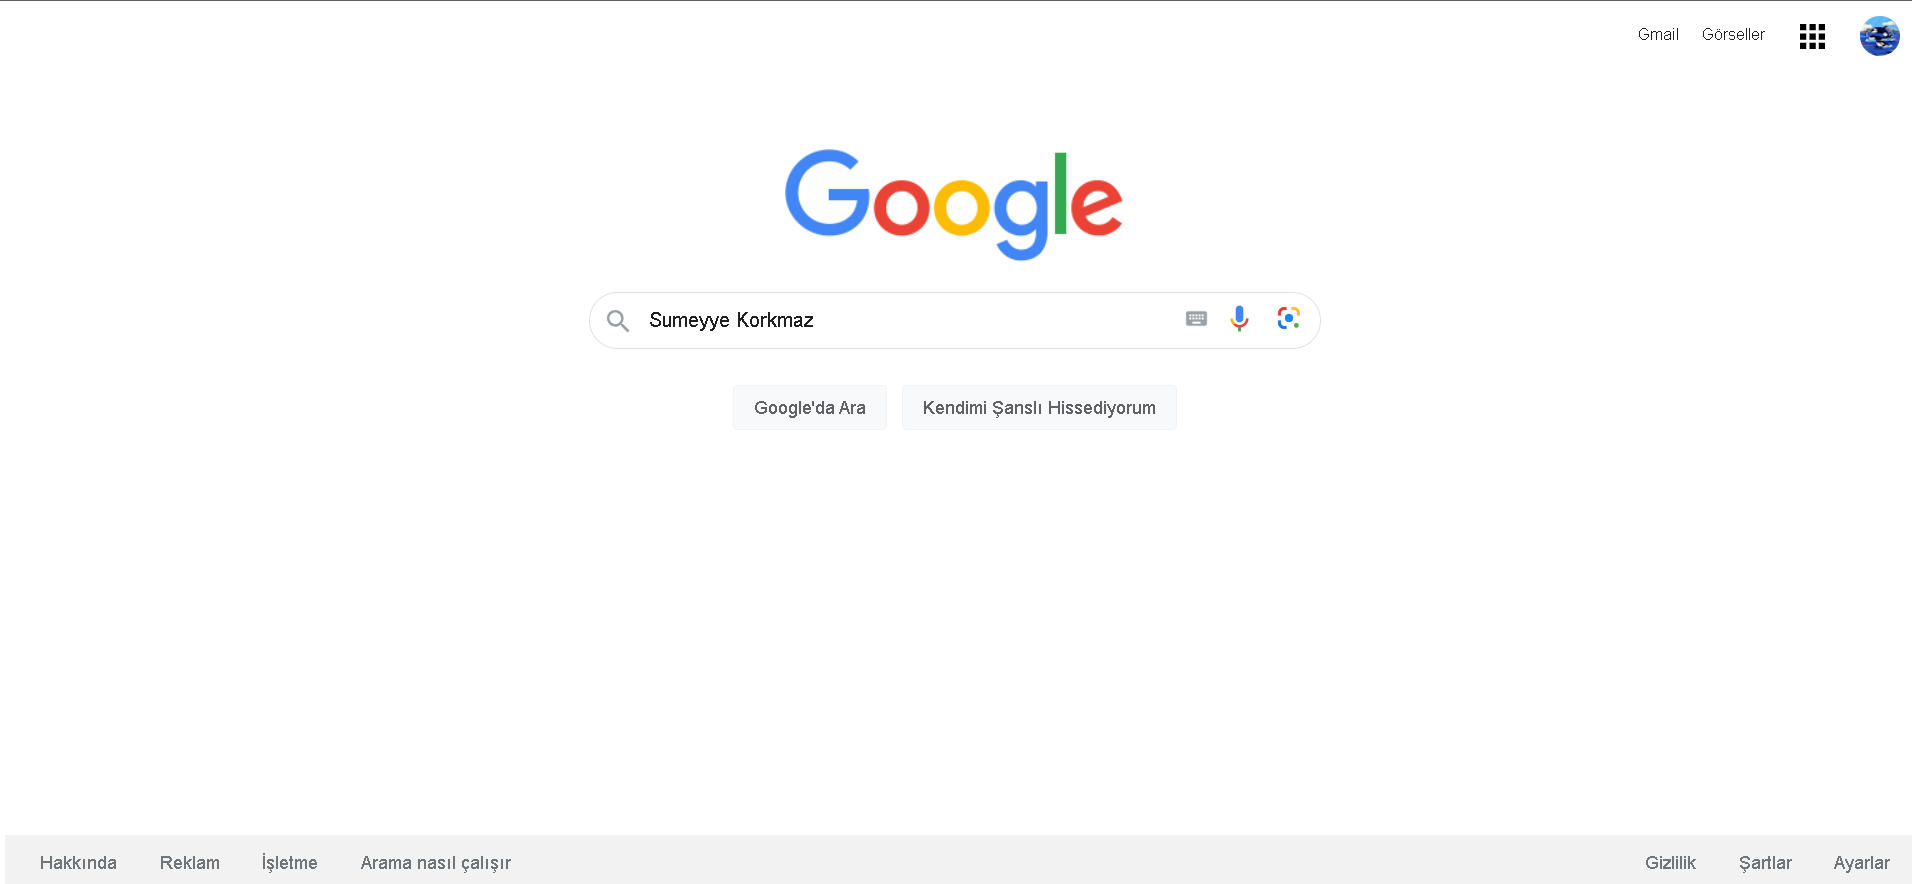 Gmail Görseller
Google
Sumeyye Korkmaz
Google'da Ara Kendimi Şanslı Hissediyorum
Hakkında Reklam İşletme Arama nasıl çalışır Gizlilik Şartlar Ayarlar